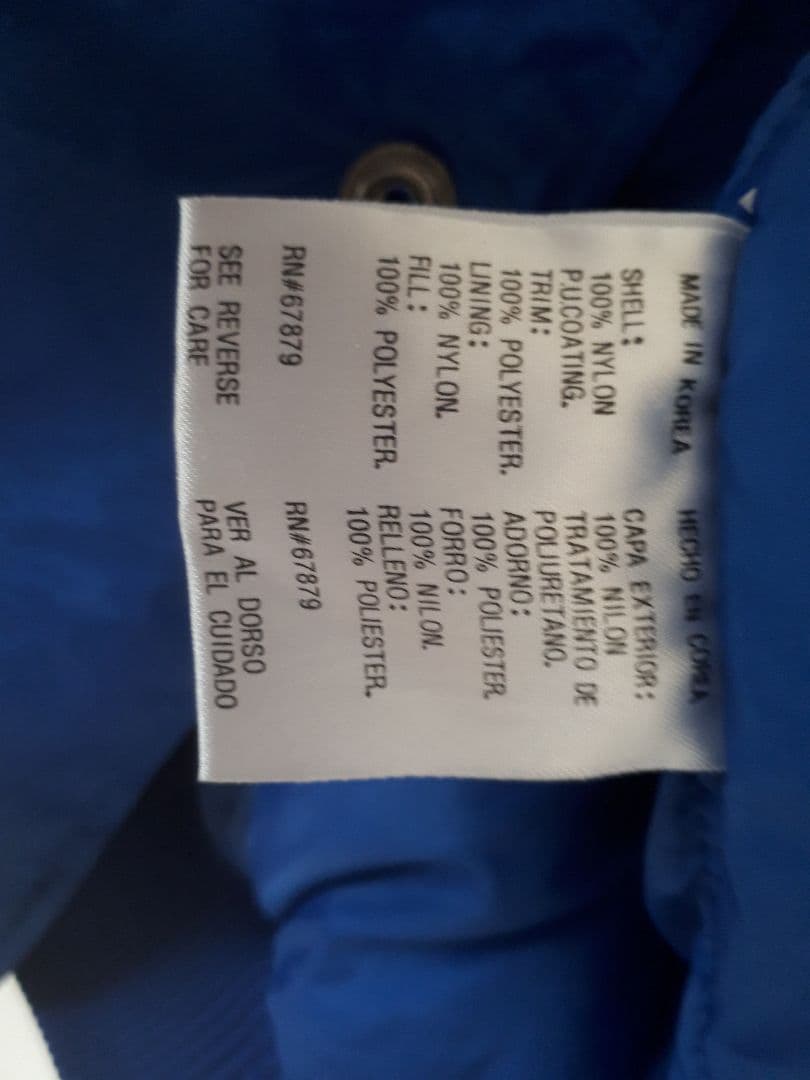 MADE IN KOREA
SHELL:
100% NYLON
P.U.COATING.
TRIM:
100% POLYESTER.
LINING:
100% NYLON.
FILL:
100% POLYESTER.
RN#67879
SEE REVERSE
FOR CARE
HECHO EN COREA
CAPA EXTERIOR:
100% NILON
TRATAMIENTO DE
POLIURETANO.
ADORNO:
100% POLIESTER.
FORRO:
100% NILON.
RELLENO:
100% POLIESTER.
RN#67879
VER AL DORSO
PARA EL CUIDADO